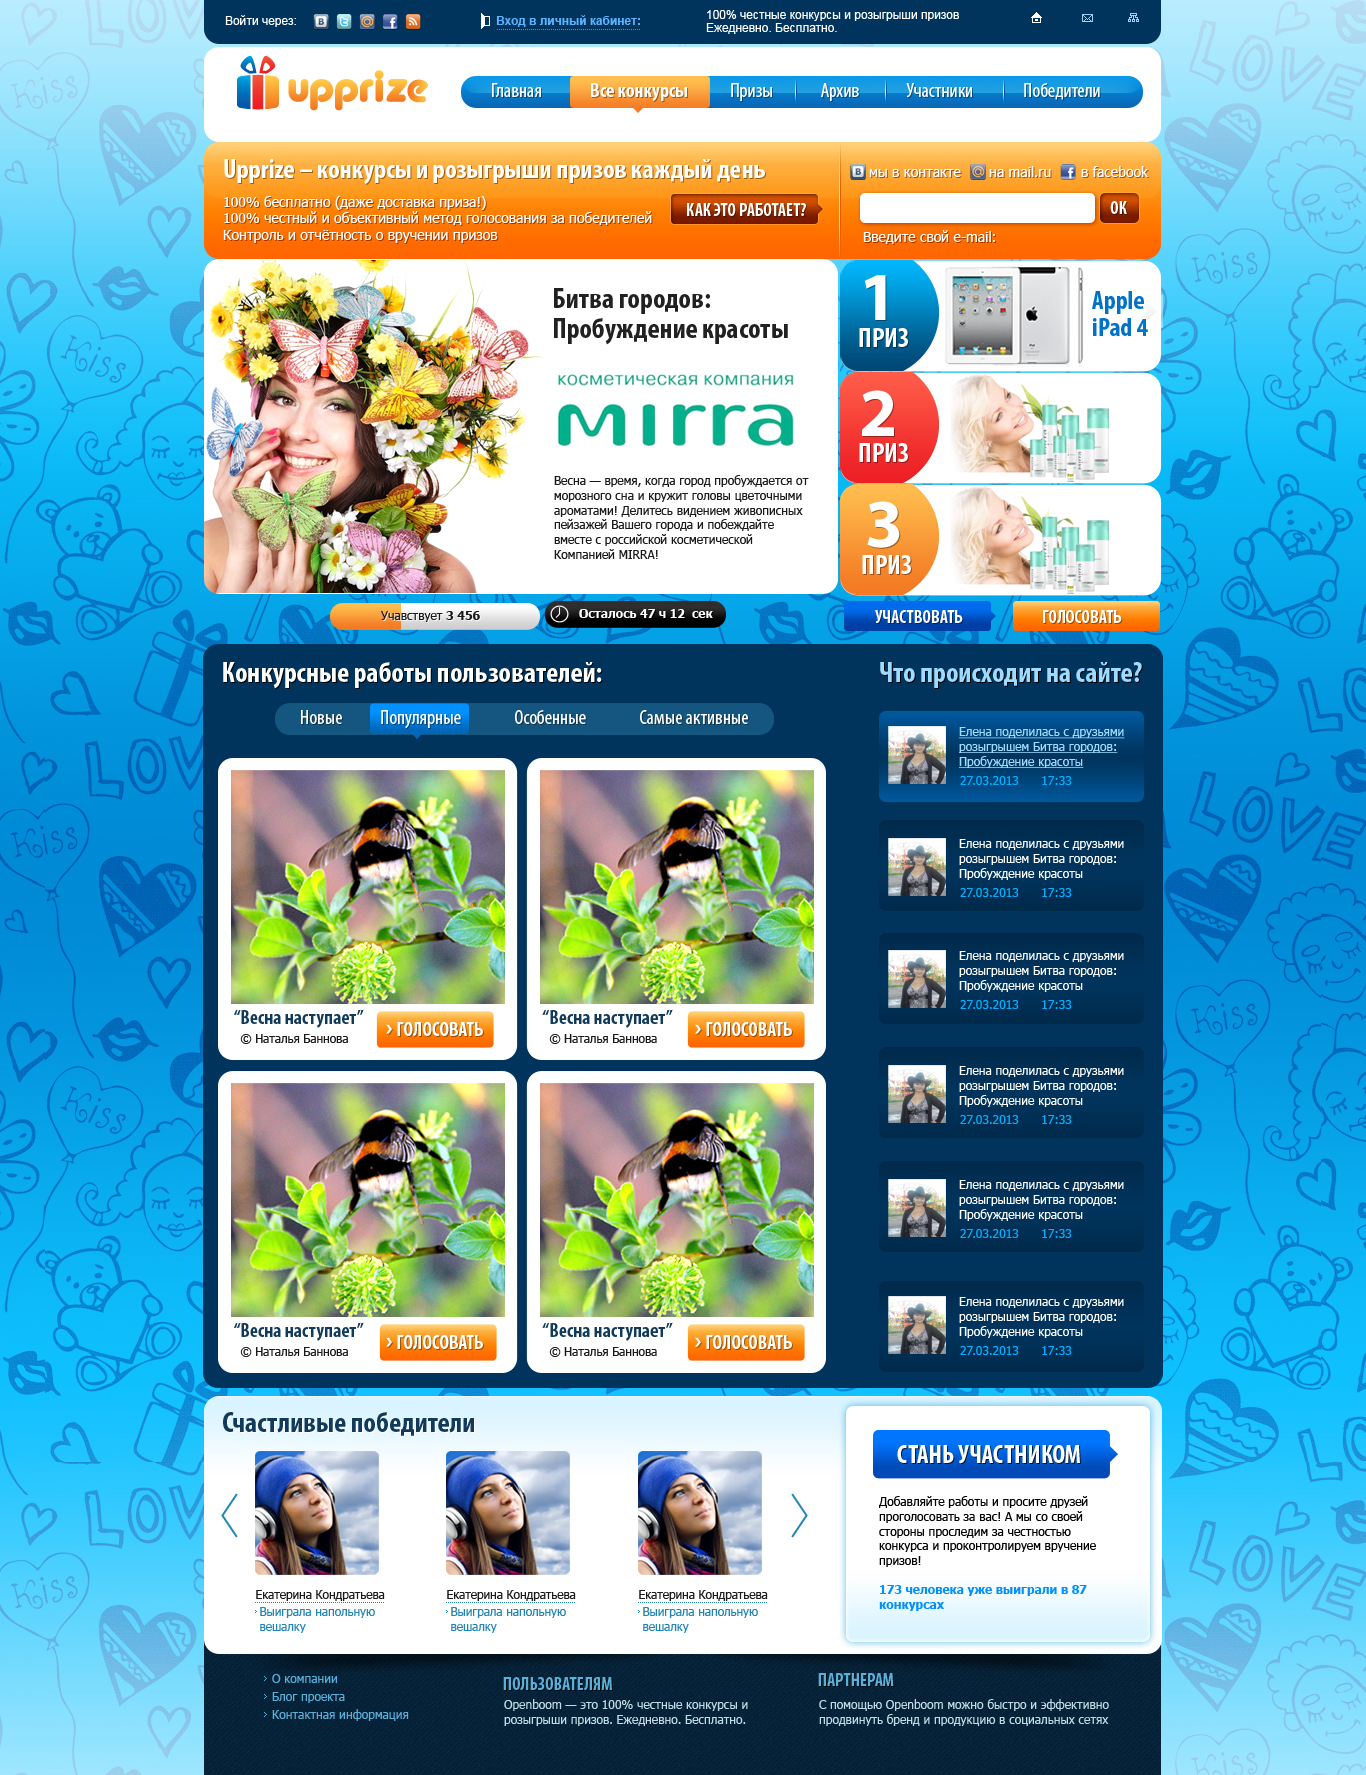 Войти через:
Вход в личный кабинет:
100% честные конкурсы и розыгрыши призов
Ежедневно. Бесплатно.
upprize
Главная
Все конкурсы
Призы
Архив
Участники
Победители
Upprize – конкурсы и розыгрыши призов каждый день
100% бесплатно (даже доставка приза!)
100% честный и объективный метод голосования за победителей
Контроль и отчётность о вручении призов
КАК ЭТО РАБОТАЕТ?
мы в контакте
на mail.ru
в facebook
ОК
Введите свой e-mail:
Битва городов:
Пробуждение красоты
косметическая компания
mirra
Весна — время, когда город пробуждается от
морозного сна и кружит головы цветочными
ароматами! Делитесь видением живописных
пейзажей Вашего города и побеждайте
вместе с российской косметической
Компанией MIRRA!
1
ПРИЗ
Apple
iPad 4
2
ПРИЗ
3
ПРИЗ
Учавствует 3 456
Осталось 47 ч 12 сек
УЧАСТВОВАТЬ
ГОЛОСОВАТЬ
Конкурсные работы пользователей:
Новые
Популярные
Особенные
Самые активные
“Весна наступает”
© Наталья Баннова
› ГОЛОСОВАТЬ
“Весна наступает”
© Наталья Баннова
› ГОЛОСОВАТЬ
“Весна наступает”
© Наталья Баннова
› ГОЛОСОВАТЬ
“Весна наступает”
© Наталья Баннова
› ГОЛОСОВАТЬ
Что происходит на сайте?
Елена поделилась с друзьями
розыгрышем Битва городов:
Пробуждение красоты
27.03.2013 17:33
Елена поделилась с друзьями
розыгрышем Битва городов:
Пробуждение красоты
27.03.2013 17:33
Елена поделилась с друзьями
розыгрышем Битва городов:
Пробуждение красоты
27.03.2013 17:33
Елена поделилась с друзьями
розыгрышем Битва городов:
Пробуждение красоты
27.03.2013 17:33
Елена поделилась с друзьями
розыгрышем Битва городов:
Пробуждение красоты
27.03.2013 17:33
Елена поделилась с друзьями
розыгрышем Битва городов:
Пробуждение красоты
27.03.2013 17:33
Счастливые победители
Екатерина Кондратьева
Выиграла напольную
вешалку
Екатерина Кондратьева
Выиграла напольную
вешалку
Екатерина Кондратьева
Выиграла напольную
вешалку
СТАНЬ УЧАСТНИКОМ
Добавляйте работы и просите друзей
проголосовать за вас! А мы со своей
стороны проследим за честностью
конкурса и проконтролируем вручение
призов!
173 человека уже выиграли в 87
конкурсах
О компании
Блог проекта
Контактная информация
ПОЛЬЗОВАТЕЛЯМ
Openboom — это 100% честные конкурсы и
розыгрыши призов. Ежедневно. Бесплатно.
ПАРТНЕРАМ
С помощью Openboom можно быстро и эффективно
продвинуть бренд и продукцию в социальных сетях
Kiss
LOVE
Kiss
LOVE
Kiss
LOVE
Kiss
LOVE
Kiss
LOVE
Kiss
LOVE